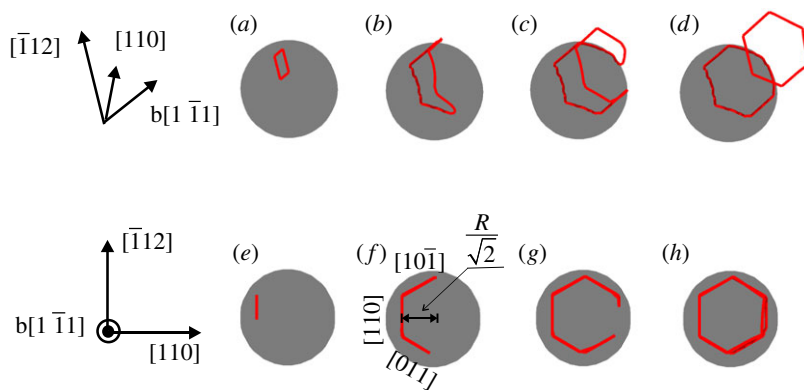 [1̅12]
[110]
b[1 1̅1]
(a)
(b)
(c)
(d)
[1̅12]
b[1 1̅1]
[110]
(e)
(f)
R
√2
[101̅]
[110]
[011]
(g)
(h)